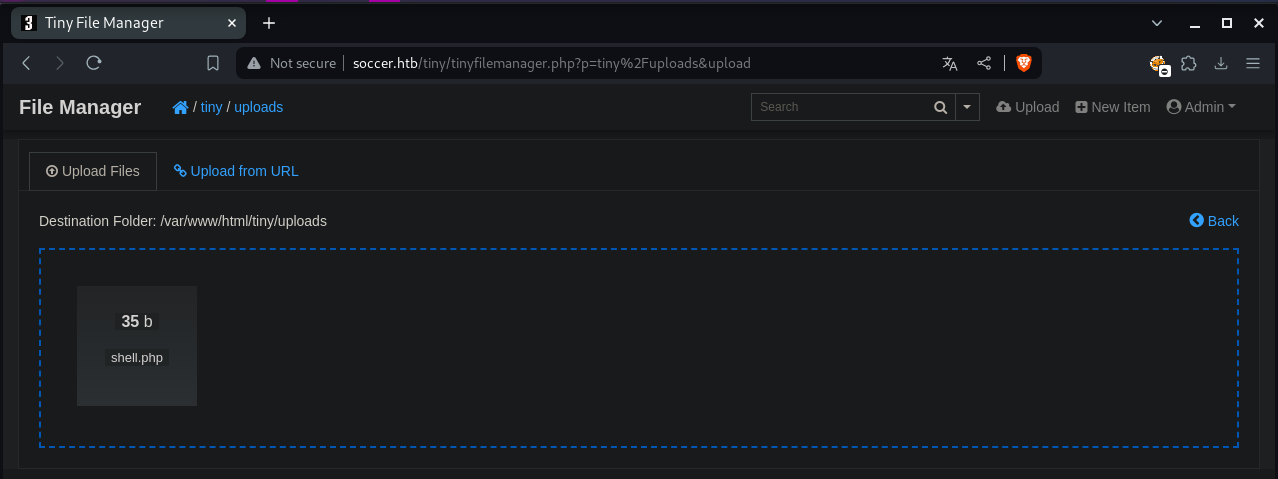 Tiny File Manager
Not secure soccer.htb/tiny/tinyfilemanager.php?p=tiny%2Fuploads&upload
File Manager / tiny / uploads Search Upload New Item Admin
Upload Files Upload from URL
Destination Folder: /var/www/html/tiny/uploads Back
35 b
shell.php